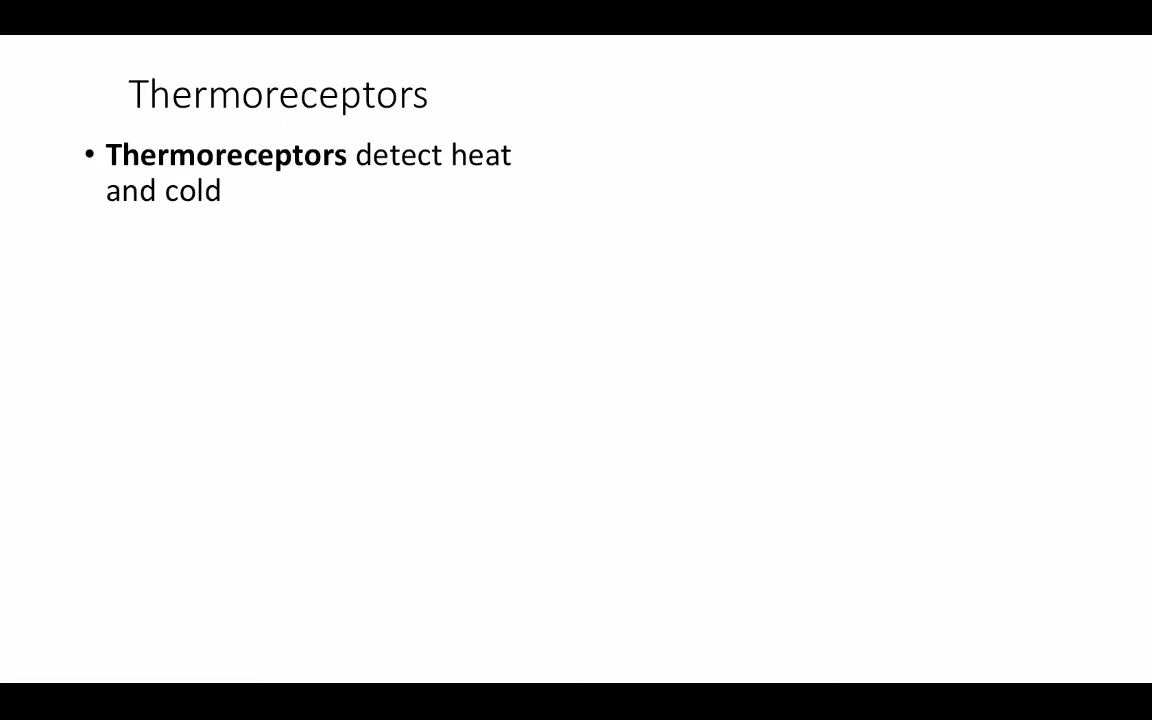 Thermoreceptors
• Thermoreceptors detect heat
and cold